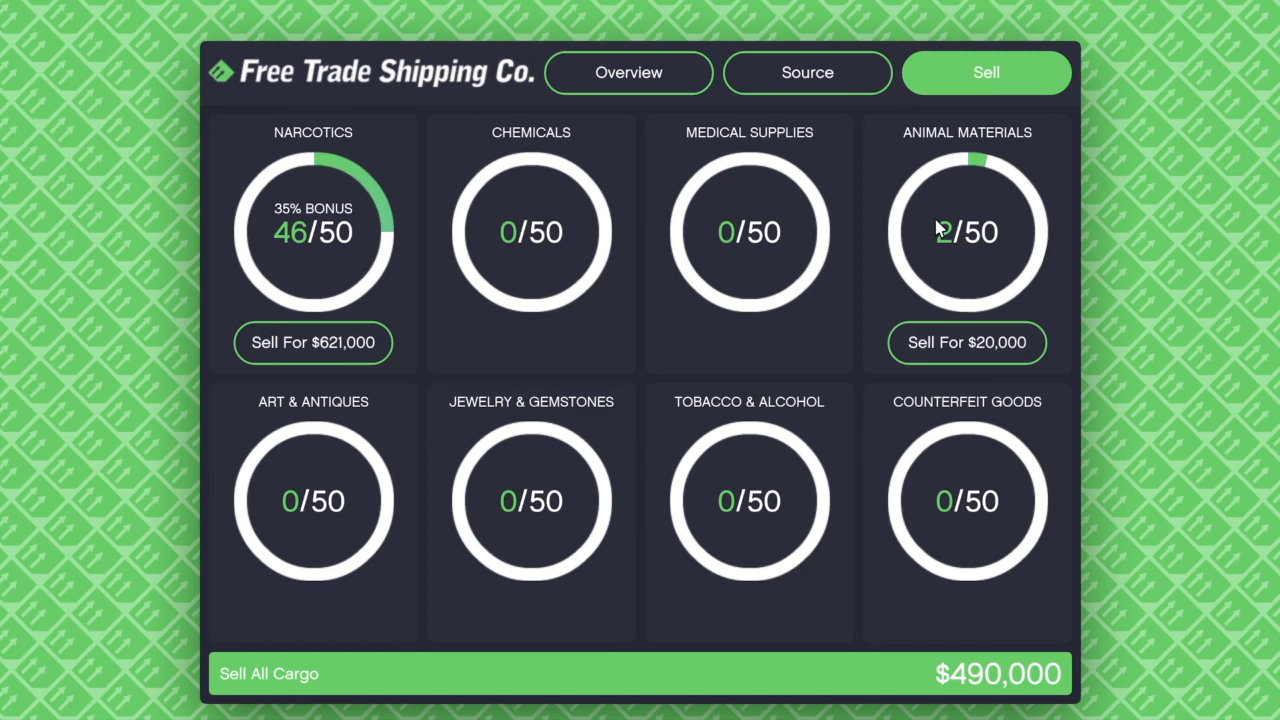 Free Trade Shipping Co.
Overview
Source
Sell
NARCOTICS
35% BONUS
46/50
Sell For $621,000
CHEMICALS
0/50
MEDICAL SUPPLIES
0/50
ANIMAL MATERIALS
2/50
Sell For $20,000
ART & ANTIQUES
0/50
JEWELRY & GEMSTONES
0/50
TOBACCO & ALCOHOL
0/50
COUNTERFEIT GOODS
0/50
Sell All Cargo
$490,000